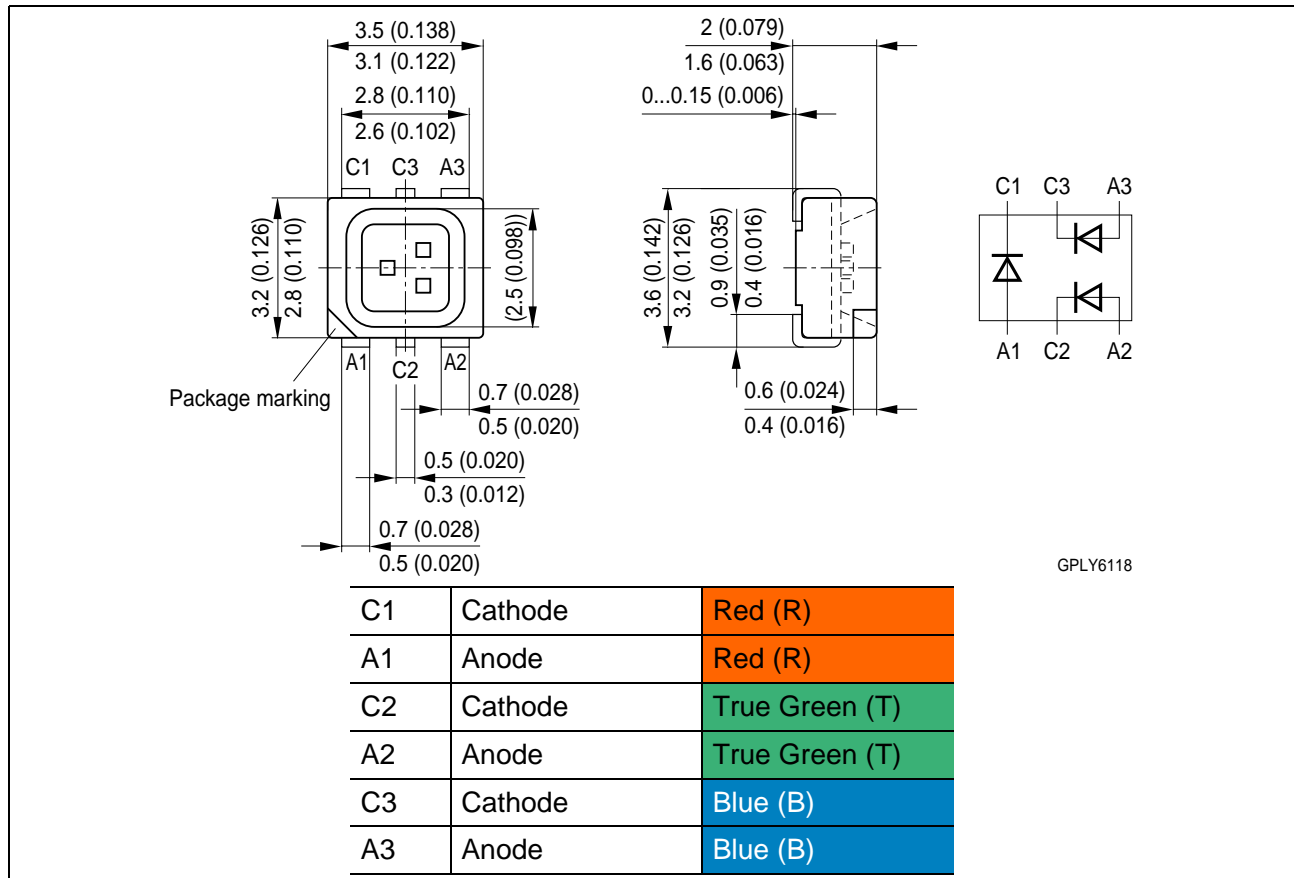 3.5 (0.138)
3.1 (0.122)
2.8 (0.110)
2.6 (0.102)
C1 C3 A3
3.2 (0.126)
2.8 (0.110)
(2.5 (0.098))
A1 C2 A2
Package marking
0.7 (0.028)
0.5 (0.020)
0.5 (0.020)
0.3 (0.012)
0.7 (0.028)
0.5 (0.020)
2 (0.079)
1.6 (0.063)
0...0.15 (0.006)
3.6 (0.142)
3.2 (0.126)
0.9 (0.035)
0.4 (0.016)
0.6 (0.024)
0.4 (0.016)
C1 C3 A3
A1 C2 A2
GPLY6118
C1 Cathode Red (R)
A1 Anode Red (R)
C2 Cathode True Green (T)
A2 Anode True Green (T)
C3 Cathode Blue (B)
A3 Anode Blue (B)